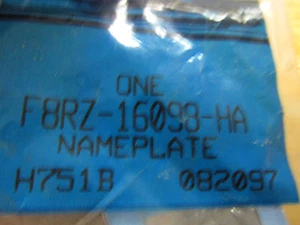 ONE
F8RZ-16098-HA
NAMEPLATE
H751B 082097